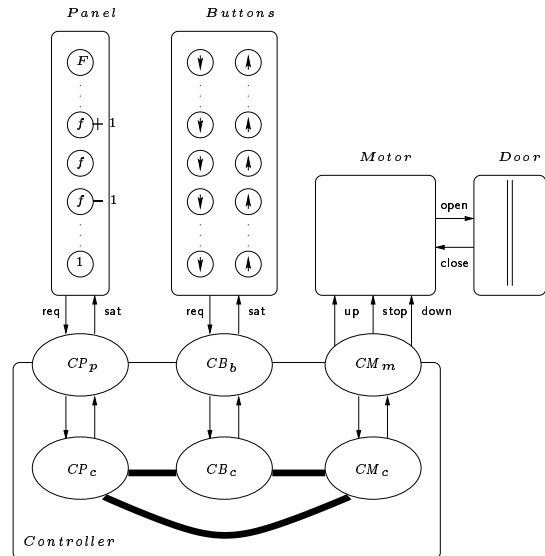 Panel
Buttons
F
f + 1
f
f − 1
1
Motor
Door
open
close
req
sat
req
sat
up
stop
down
CPp
CBb
CMm
CPc
CBc
CMc
Controller